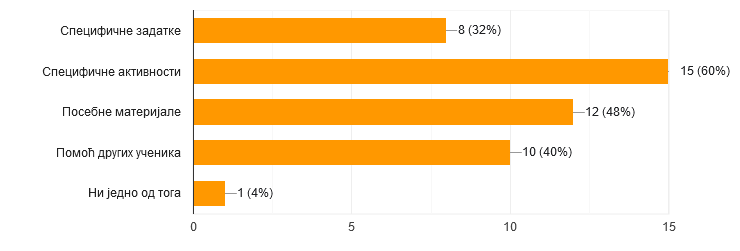 Специфичне задатке
8 (32%)
Специфичне активности
15 (60%)
Посебне материјале
12 (48%)
Помоћ других ученика
10 (40%)
Ни једно од тога
1 (4%)
0
5
10
15